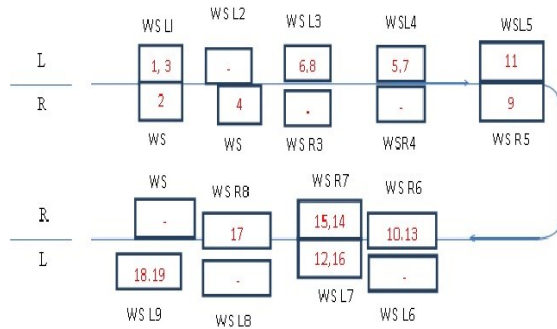 WS L1 WS L2 WS L3 WSL4 WSL5
L 1, 3 - 6,8 5,7 11
R 2 4 . - 9
WS WS WS R3 WSR4 WS R5
WS WS R8 WS R7 WS R6
R - 17 15,14 10.13
L 18.19 - 12,16 -
WS L9 WS L8 WS L7 WS L6